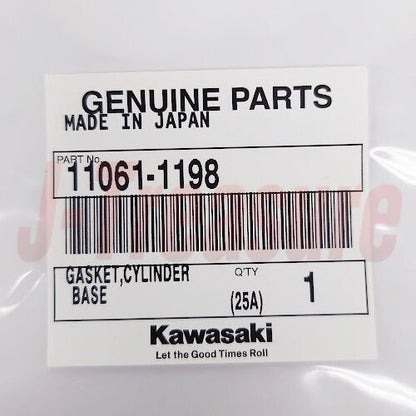 GENUINE PARTS
MADE IN JAPAN
PART No.
11061-1198
J-Treasure
GASKET,CYLINDER
BASE
Q'TY
(25A) 1
Kawasaki
Let the Good Times Roll